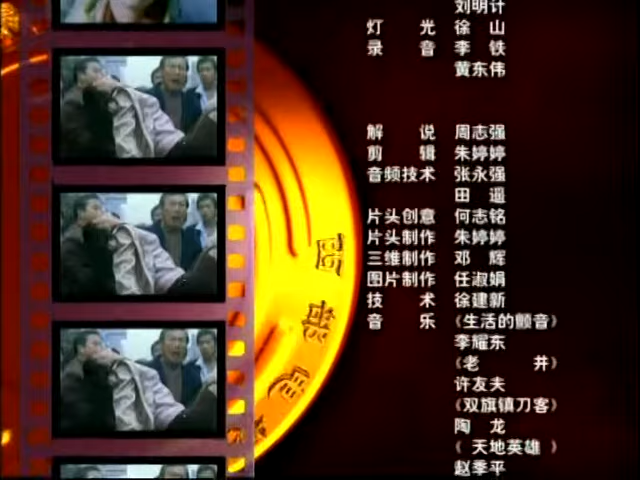 刘明计
灯 光 徐 山
录 音 李 铁
黄东伟
解 说 周志强
剪 辑 朱婷婷
音频技术 张永强
田 遥
片头创意 何志铭
片头制作 朱婷婷
三维制作 邓 辉
图片制作 任淑娟
技 术 徐建新
音 乐 《生活的颤音》
李耀东
《老 井》
许友夫
《双旗镇刀客》
陶 龙
《 天地英雄 》
赵季平
西部电